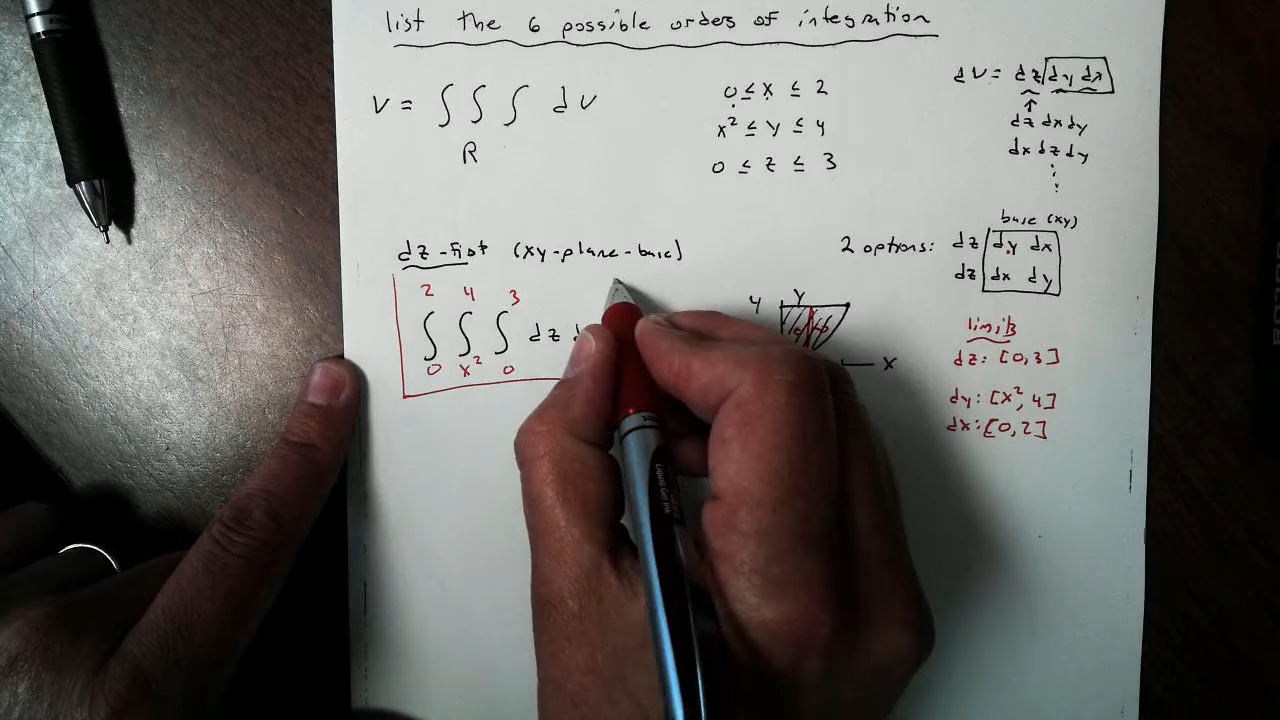 list the 6 possible orders of integration
V = ∫ ∫ ∫ dV
R
0 ≤ x ≤ 2
x² ≤ y ≤ 4
0 ≤ z ≤ 3
dV = dz dy dx
↑
dz dx dy
dx dz dy
⋮
dz-first (xy-plane-base)
2 4 3
∫ ∫ ∫ dz d
0 x² 0
4 y
x
base (xy)
2 options: dz dy dx
dz dx dy
limits
dz: [0,3]
dy: [x², 4]
dx: [0,2]
Liquid Gel Ink